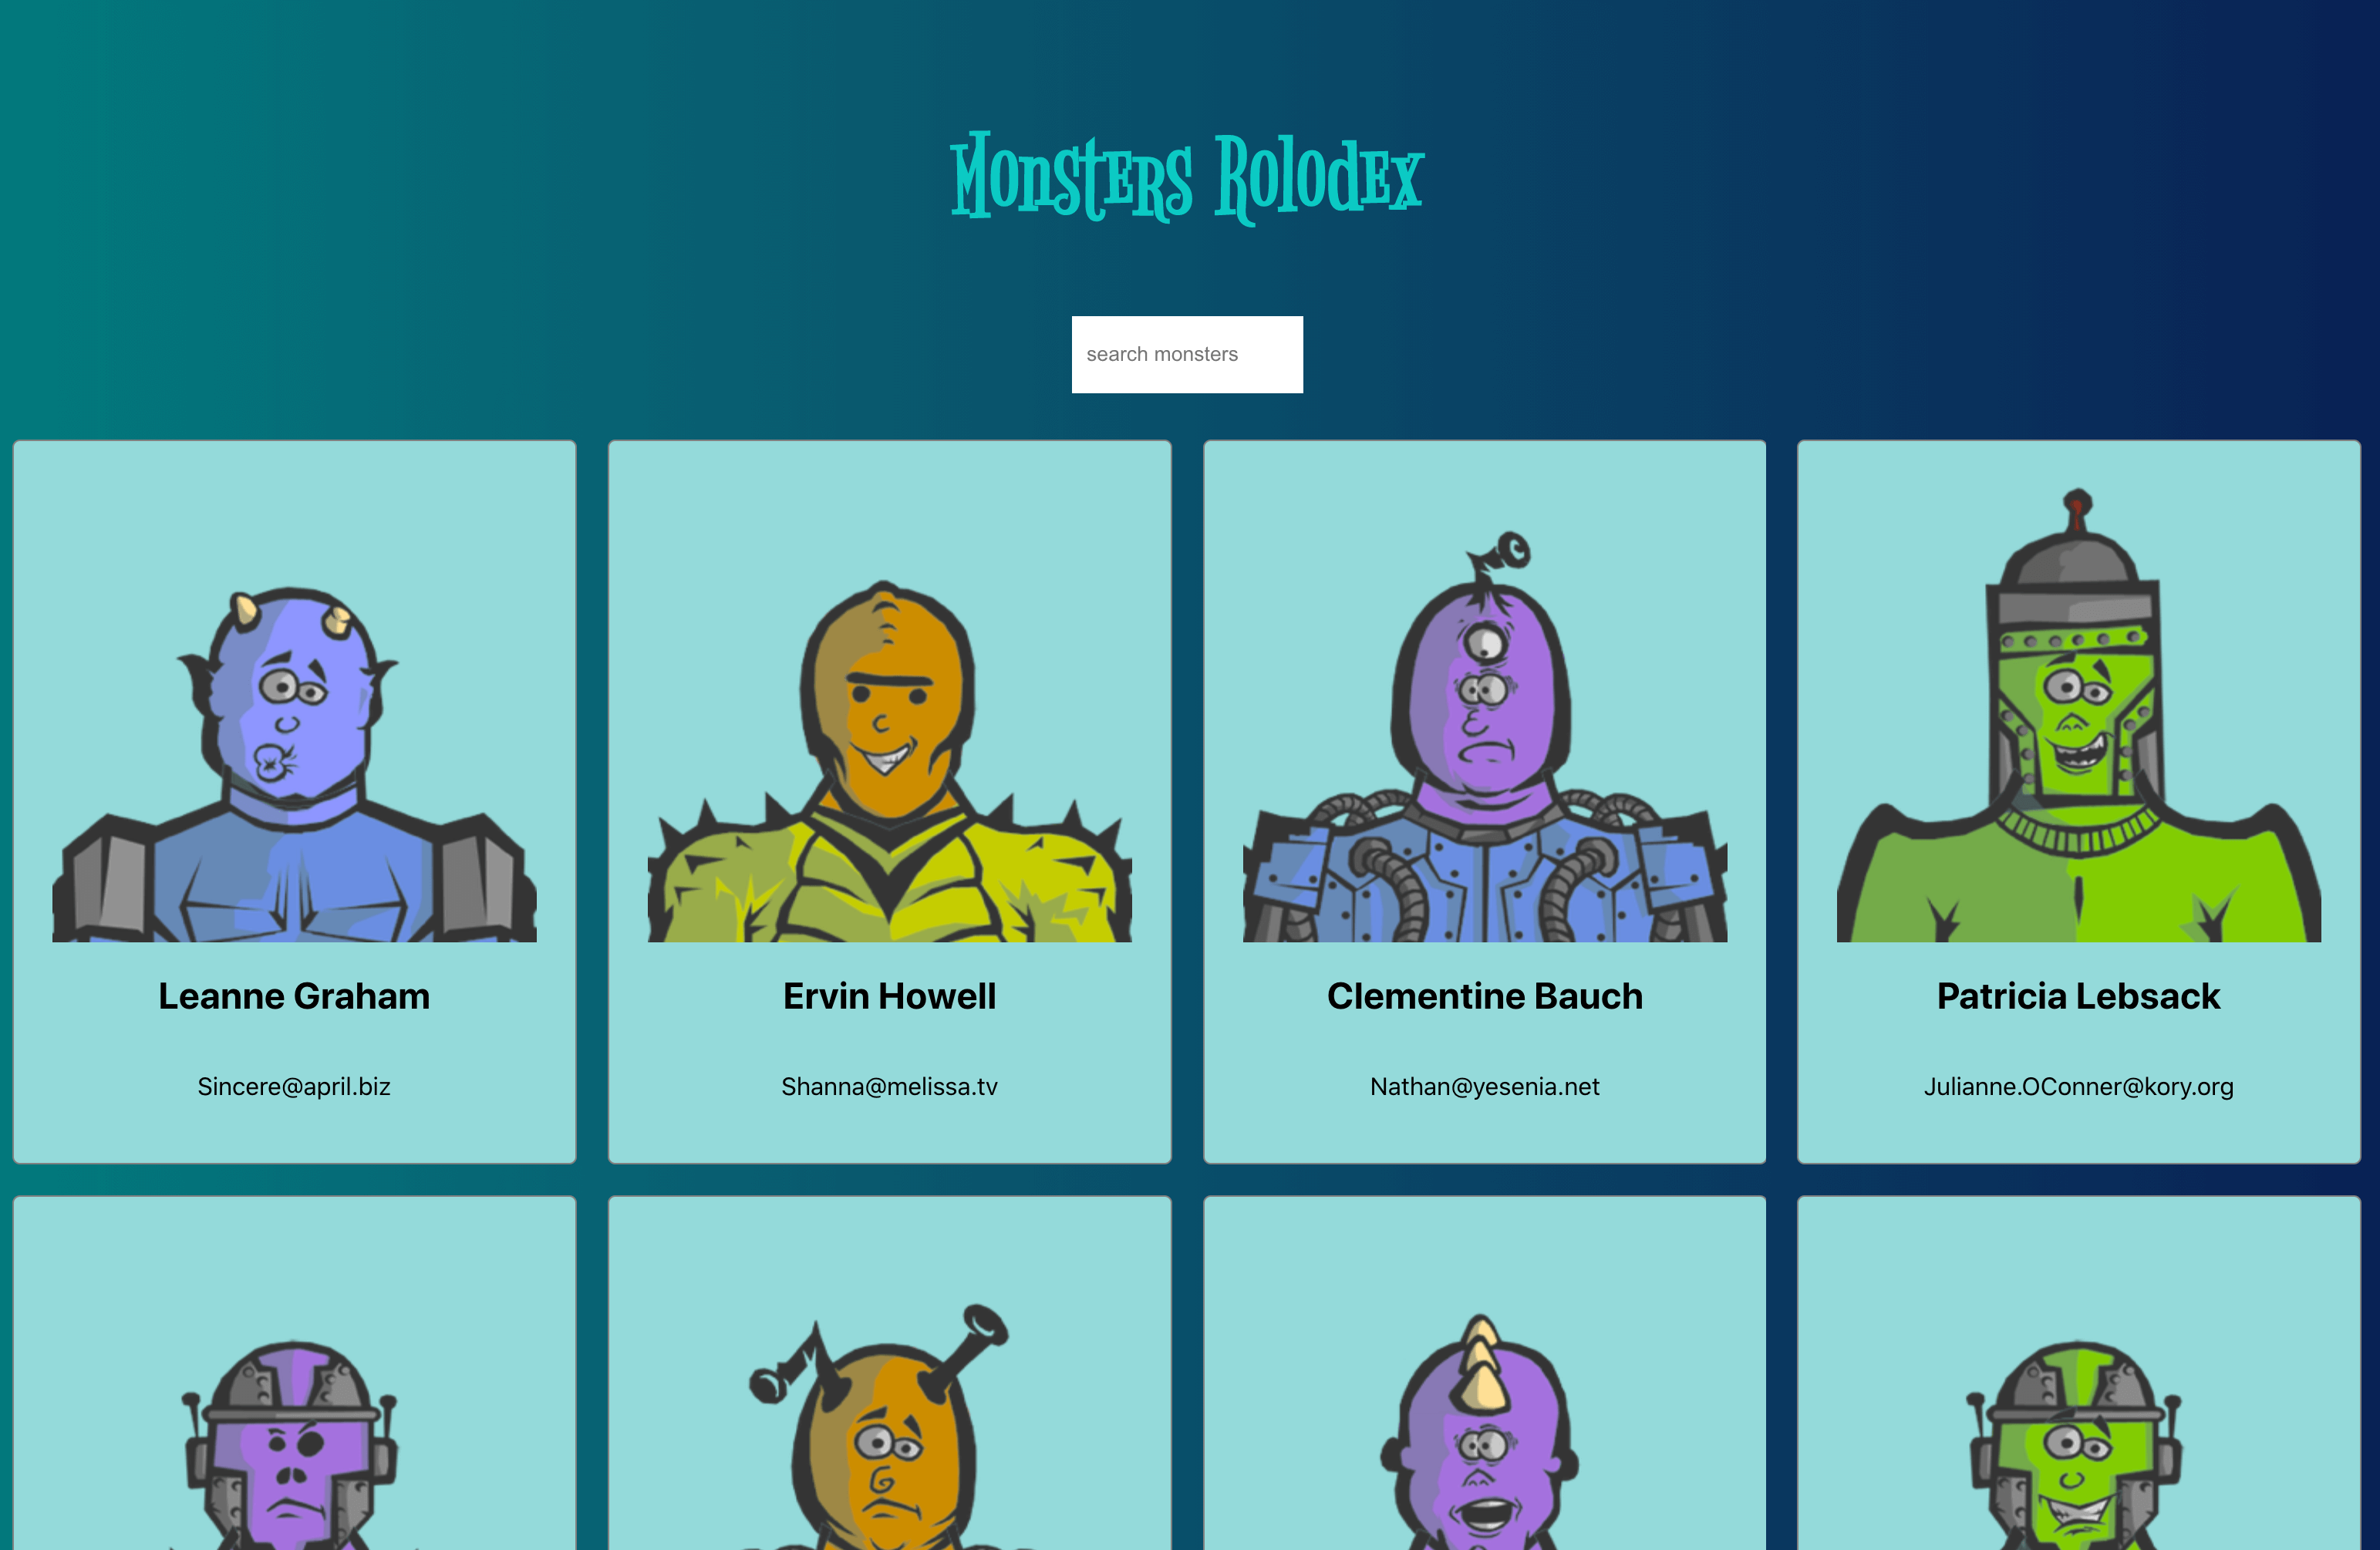 Monsters Rolodex
search monsters
Leanne Graham
Ervin Howell
Clementine Bauch
Patricia Lebsack
Sincere@april.biz
Shanna@melissa.tv
Nathan@yesenia.net
Julianne.OConner@kory.org